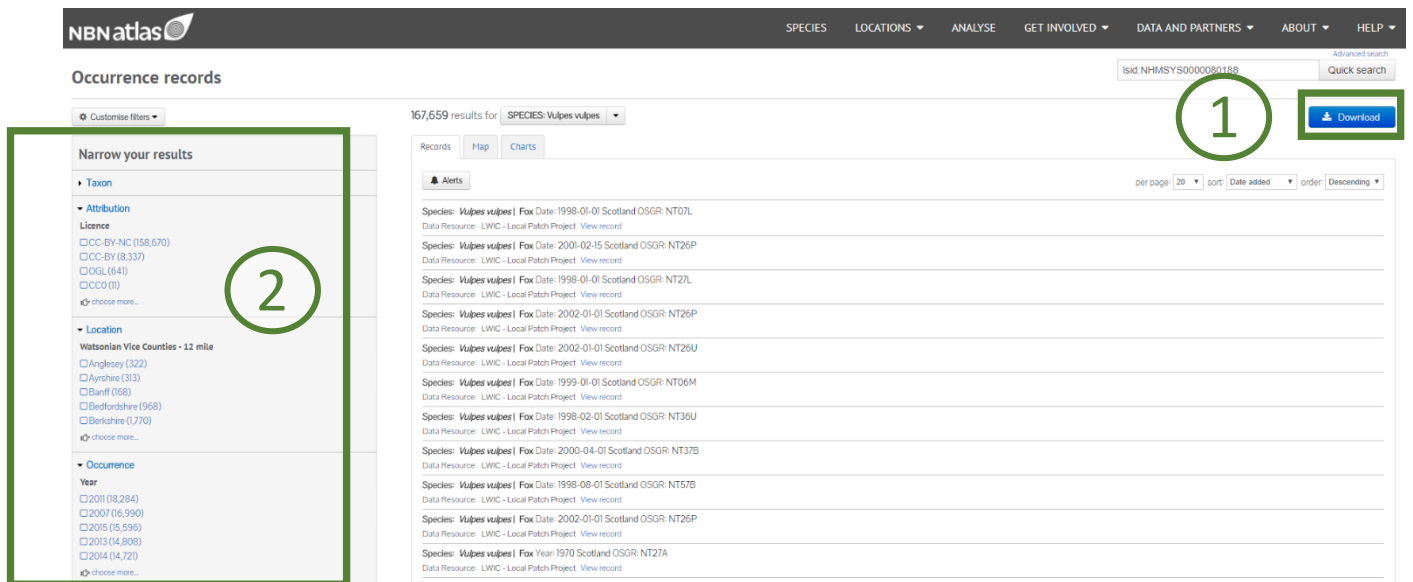 NBN atlas
SPECIES LOCATIONS ANALYSE GET INVOLVED DATA AND PARTNERS ABOUT HELP
Advanced search
Occurrence records
lsid:NHMSYS0000080188 Quick search
Customise filters
167,659 results for SPECIES: Vulpes vulpes
1
Download
Narrow your results
Taxon
Attribution
Licence
CC-BY-NC (158,670)
CC-BY (8,337)
OGL (641)
CC0 (11)
choose more...
2
Location
Watsonian Vice Counties - 12 mile
Anglesey (322)
Ayrshire (313)
Banff (168)
Bedfordshire (968)
Berkshire (1,770)
choose more...
Occurrence
Year
2011 (18,284)
2007 (16,990)
2015 (15,596)
2013 (14,808)
2014 (14,721)
choose more...
Records Map Charts
Alerts
per page: 20 sort: Date added order: Descending
Species: Vulpes vulpes | Fox Date: 1998-01-01 Scotland OSGR: NT07L
Data Resource: LWIC - Local Patch Project View record
Species: Vulpes vulpes | Fox Date: 2001-02-15 Scotland OSGR: NT26P
Data Resource: LWIC - Local Patch Project View record
Species: Vulpes vulpes | Fox Date: 1998-01-01 Scotland OSGR: NT27L
Data Resource: LWIC - Local Patch Project View record
Species: Vulpes vulpes | Fox Date: 2002-01-01 Scotland OSGR: NT26P
Data Resource: LWIC - Local Patch Project View record
Species: Vulpes vulpes | Fox Date: 2002-01-01 Scotland OSGR: NT26U
Data Resource: LWIC - Local Patch Project View record
Species: Vulpes vulpes | Fox Date: 1999-01-01 Scotland OSGR: NT06M
Data Resource: LWIC - Local Patch Project View record
Species: Vulpes vulpes | Fox Date: 1998-02-01 Scotland OSGR: NT36U
Data Resource: LWIC - Local Patch Project View record
Species: Vulpes vulpes | Fox Date: 2000-04-01 Scotland OSGR: NT37B
Data Resource: LWIC - Local Patch Project View record
Species: Vulpes vulpes | Fox Date: 1998-08-01 Scotland OSGR: NT57B
Data Resource: LWIC - Local Patch Project View record
Species: Vulpes vulpes | Fox Date: 2002-01-01 Scotland OSGR: NT26P
Data Resource: LWIC - Local Patch Project View record
Species: Vulpes vulpes | Fox Year: 1970 Scotland OSGR: NT27A
Data Resource: LWIC - Local Patch Project View record